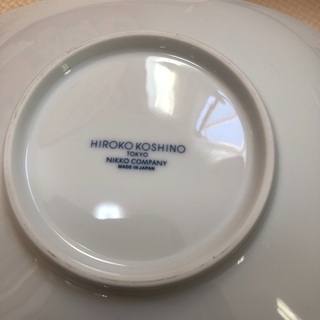 HIROKO KOSHINO
TOKYO
NIKKO COMPANY
MADE IN JAPAN